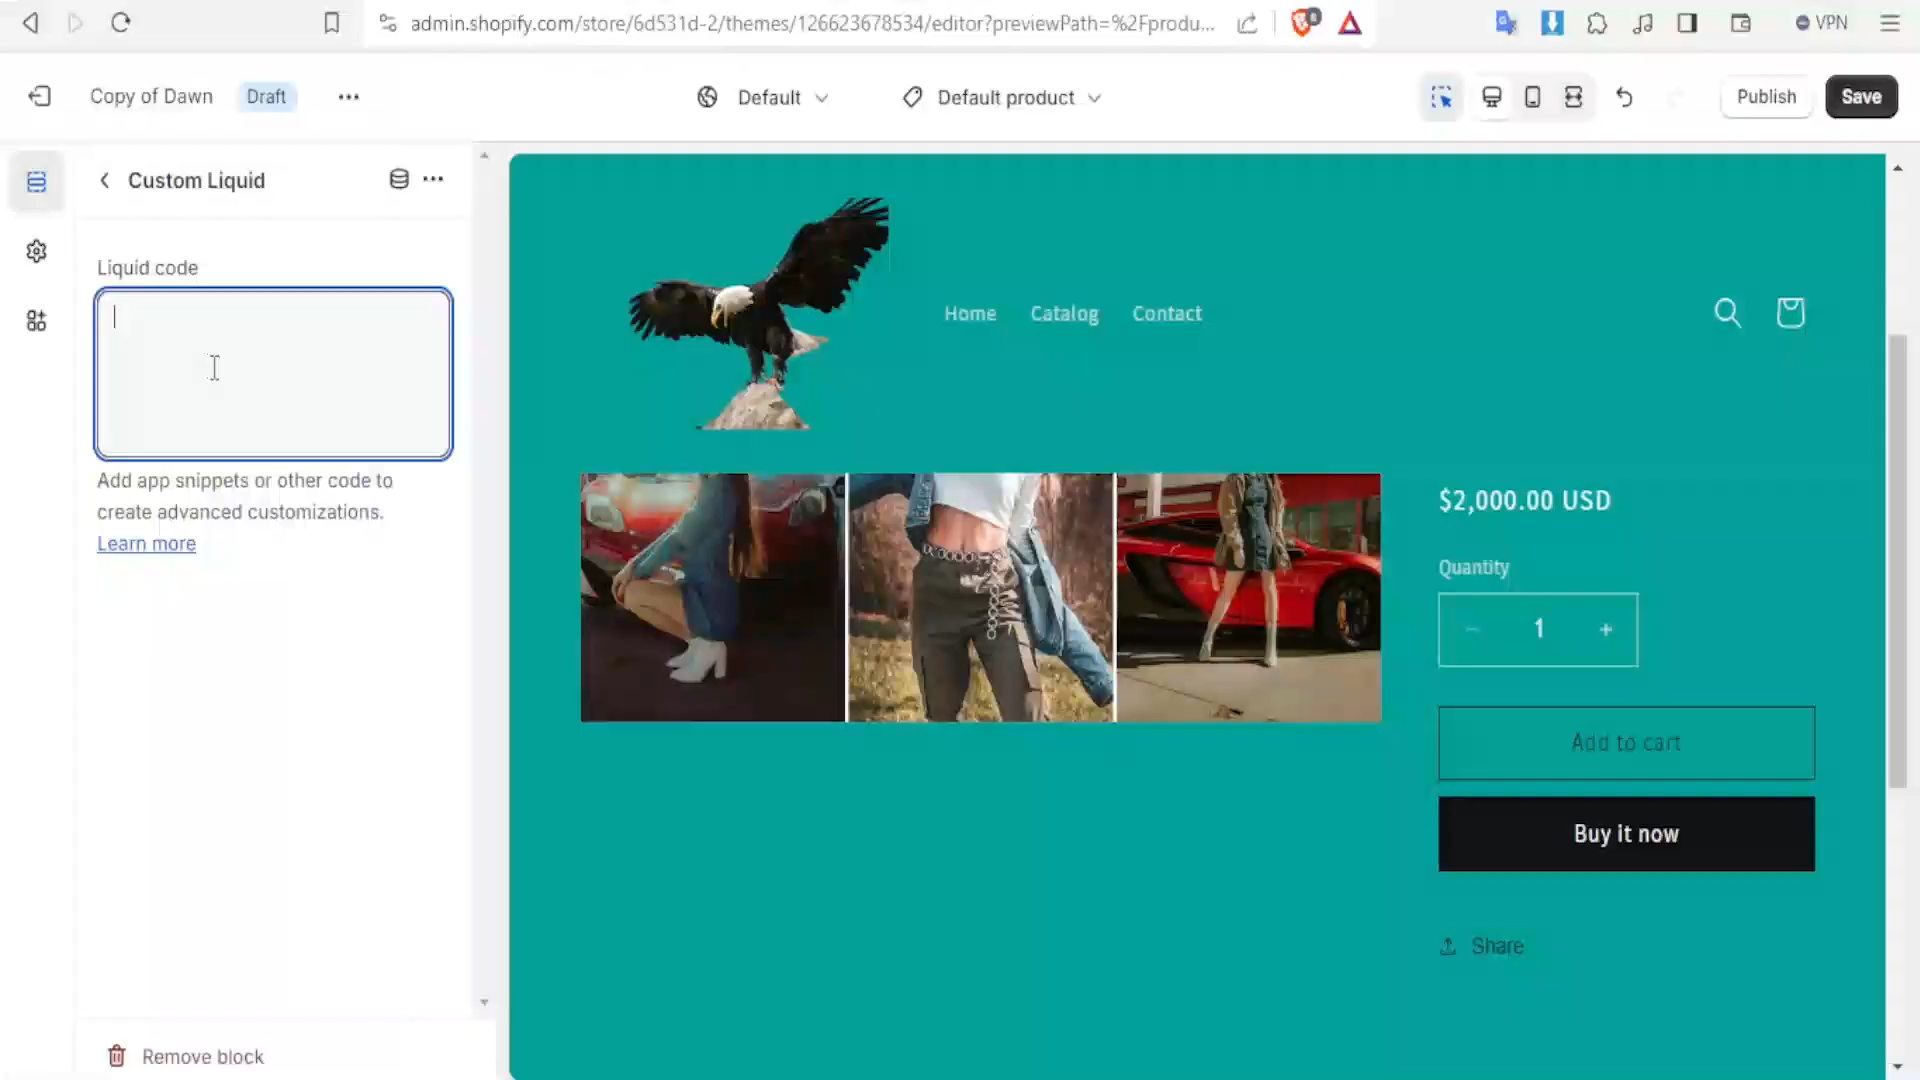 admin.shopify.com/store/6d531d-2/themes/126623678534/editor?previewPath=%2Fprodu...
8
VPN
Copy of Dawn
Draft
Default
Default product
Publish
Save
Custom Liquid
Liquid code
Add app snippets or other code to
create advanced customizations.
Learn more
Remove block
Home
Catalog
Contact
$2,000.00 USD
Quantity
1
Add to cart
Buy it now
Share